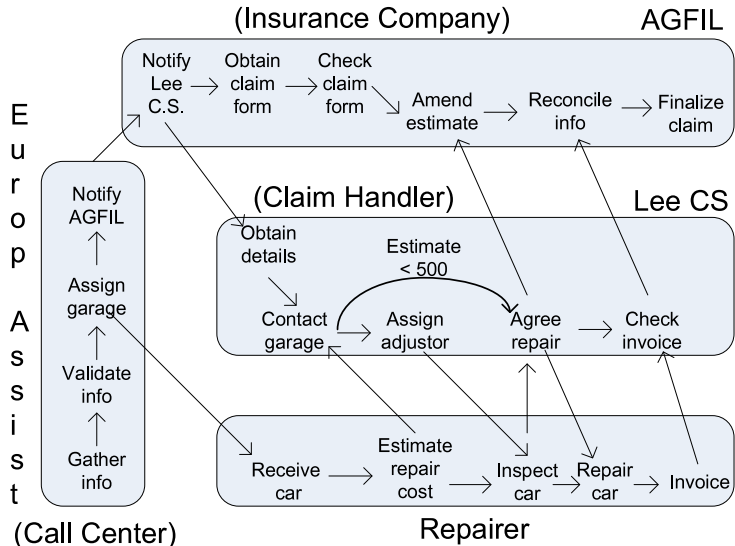 (Insurance Company)
AGFIL
Notify
Lee
C.S.
Obtain
claim
form
Check
claim
form
Amend
estimate
Reconcile
info
Finalize
claim
Europ Assist
Notify
AGFIL
Assign
garage
Validate
info
Gather
info
(Call Center)
(Claim Handler)
Lee CS
Obtain
details
Estimate
< 500
Contact
garage
Assign
adjustor
Agree
repair
Check
invoice
Receive
car
Estimate
repair
cost
Inspect
car
Repair
car
Invoice
Repairer